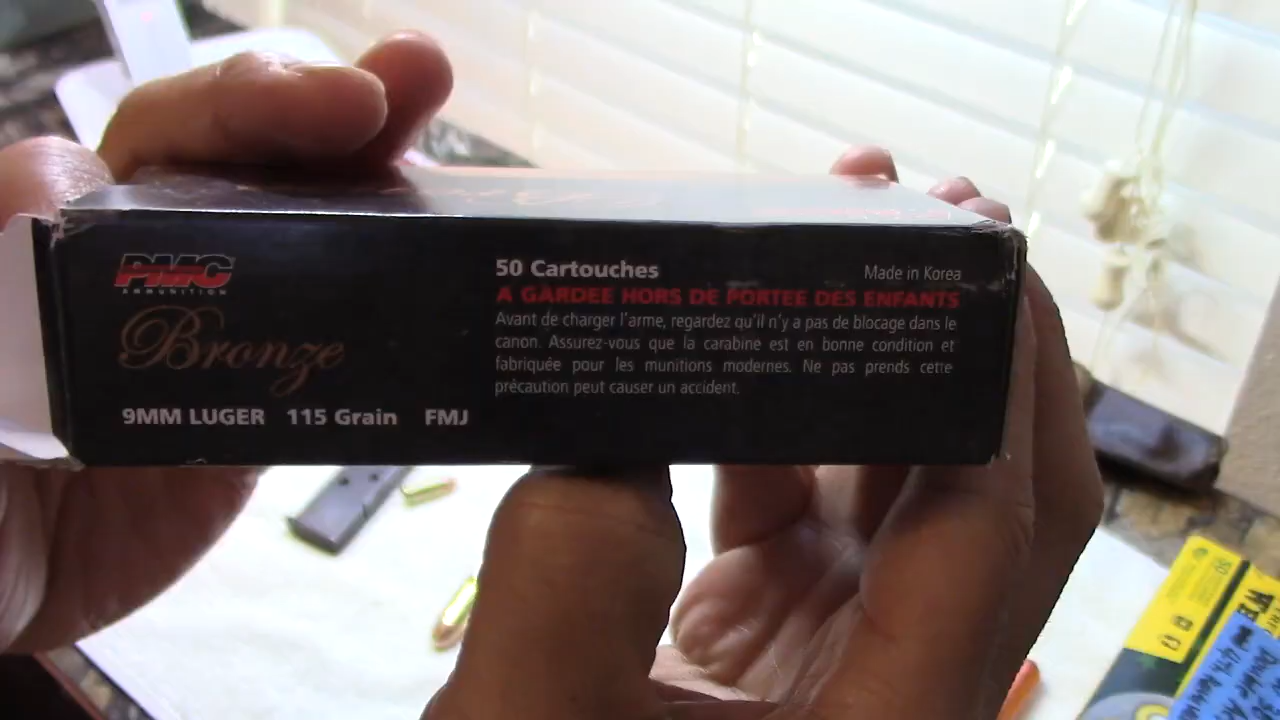 PMC
AMMUNITION
Bronze
9MM LUGER 115 Grain FMJ
50 Cartouches
Made in Korea
A GARDEE HORS DE PORTEE DES ENFANTS
Avant de charger l'arme, regardez qu'il n'y a pas de blocage dans le
canon. Assurez-vous que la carabine est en bonne condition et
fabriquée pour les munitions modernes. Ne pas prends cette
précaution peut causer un accident.
50